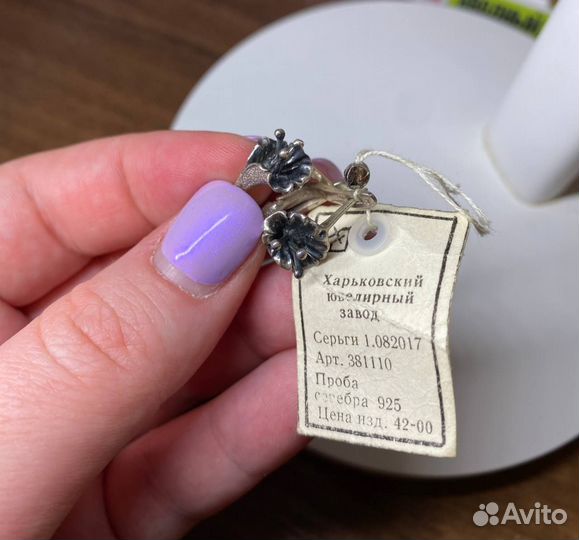 Харьковский
ювелирный
завод
Серьги 1.082017
Арт. 381110
Проба
серебра 925
Цена изд. 42-00
Avito